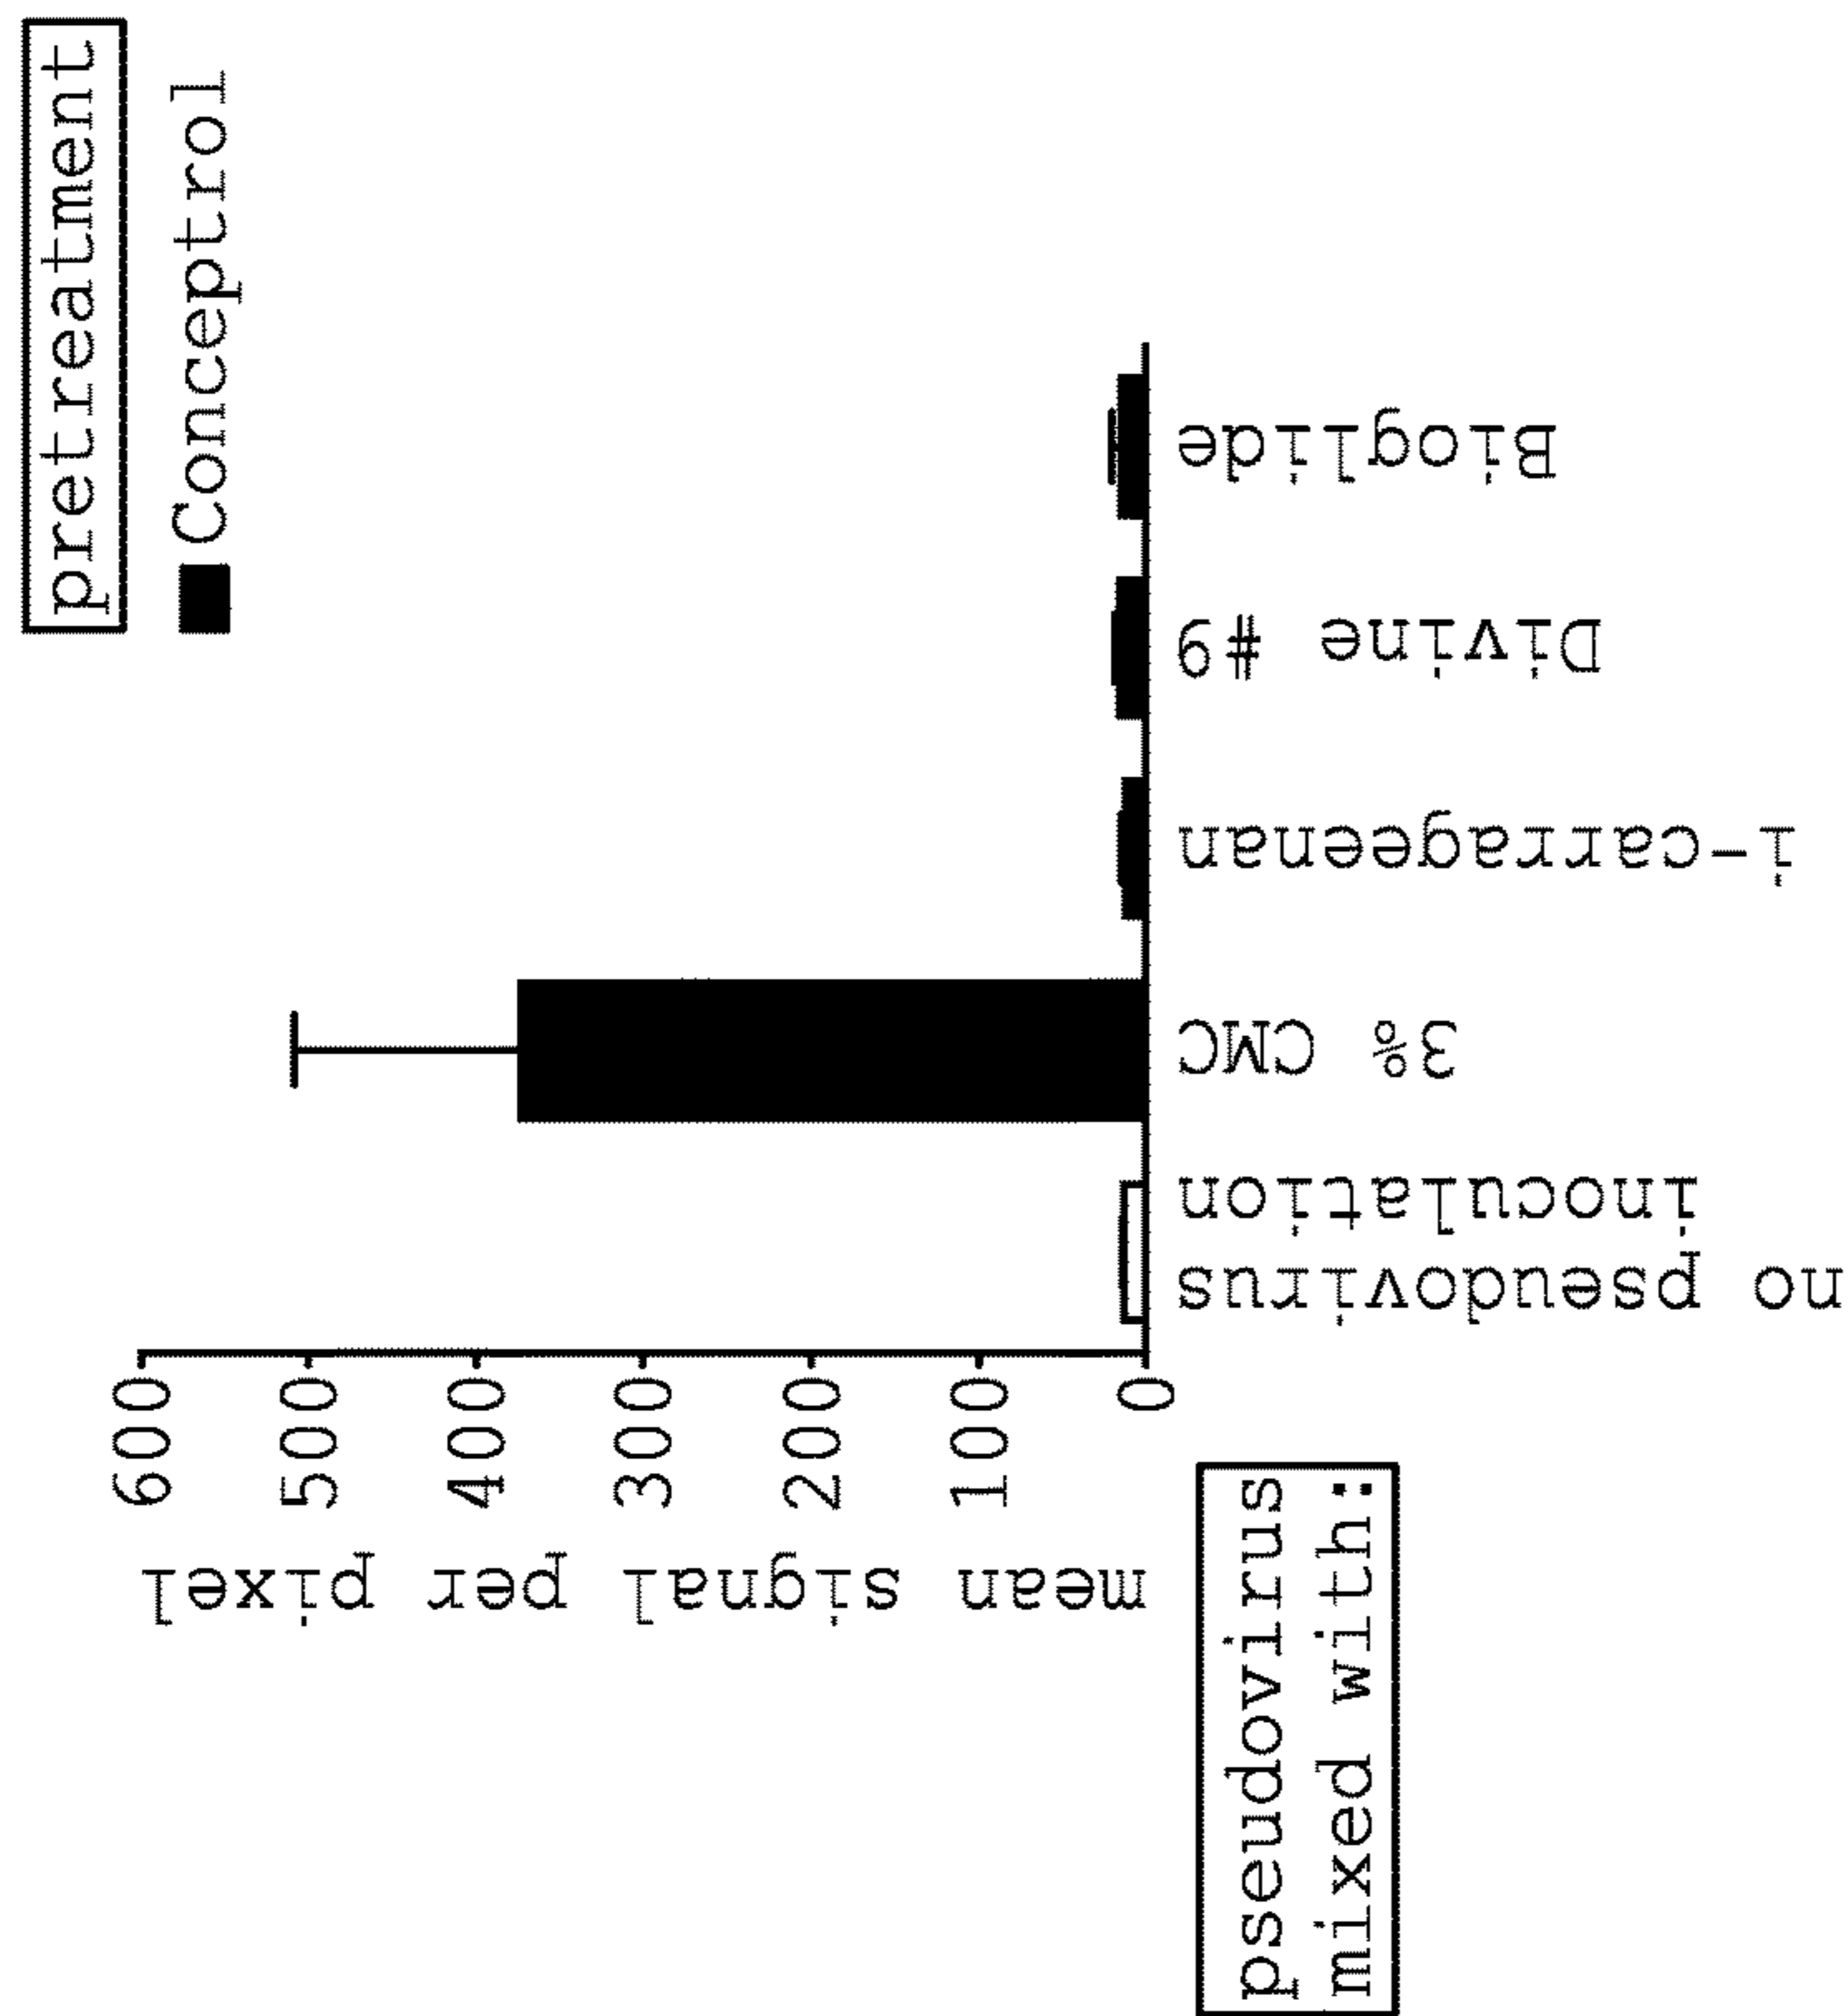 pretreatment
Conceptrol
600
500
400
300
200
100
0
mean signal per pixel
pseudovirus
mixed with:
no pseudovirus
inoculation
3% CMC
i-carrageenan
Divine #9
Bioglide